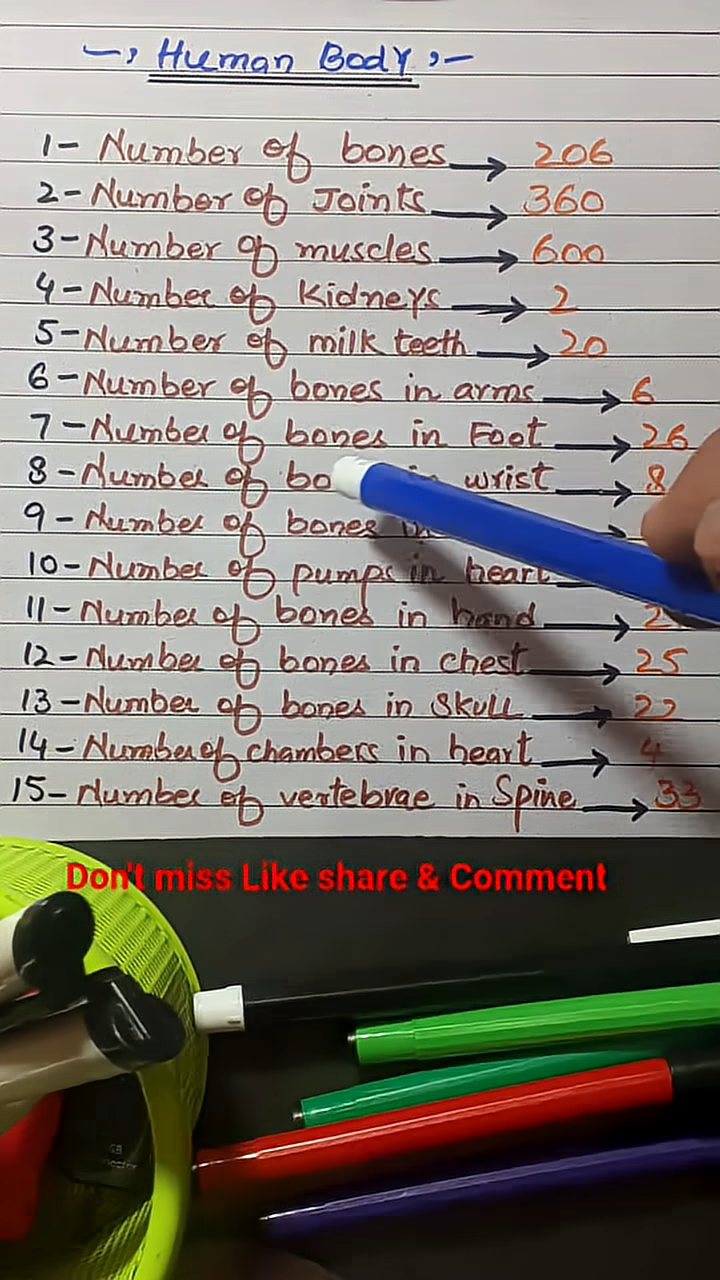 Human Body
1- Number of bones → 206
2- Number of Joints → 360
3- Number of muscles → 600
4- Number of Kidneys → 2
5- Number of milk teeth → 20
6- Number of bones in arms → 6
7- Number of bones in Foot → 26
8- Number of in wrist → 8
9- Number of bones in
10- Number of pumps in heart
11- Number of bones in hand →
12- Number of bones in chest → 25
13- Number of bones in Skull → 22
14- Number of chambers in heart → 4
15- Number of vertebrae in Spine → 33
Don't miss Like share & Comment